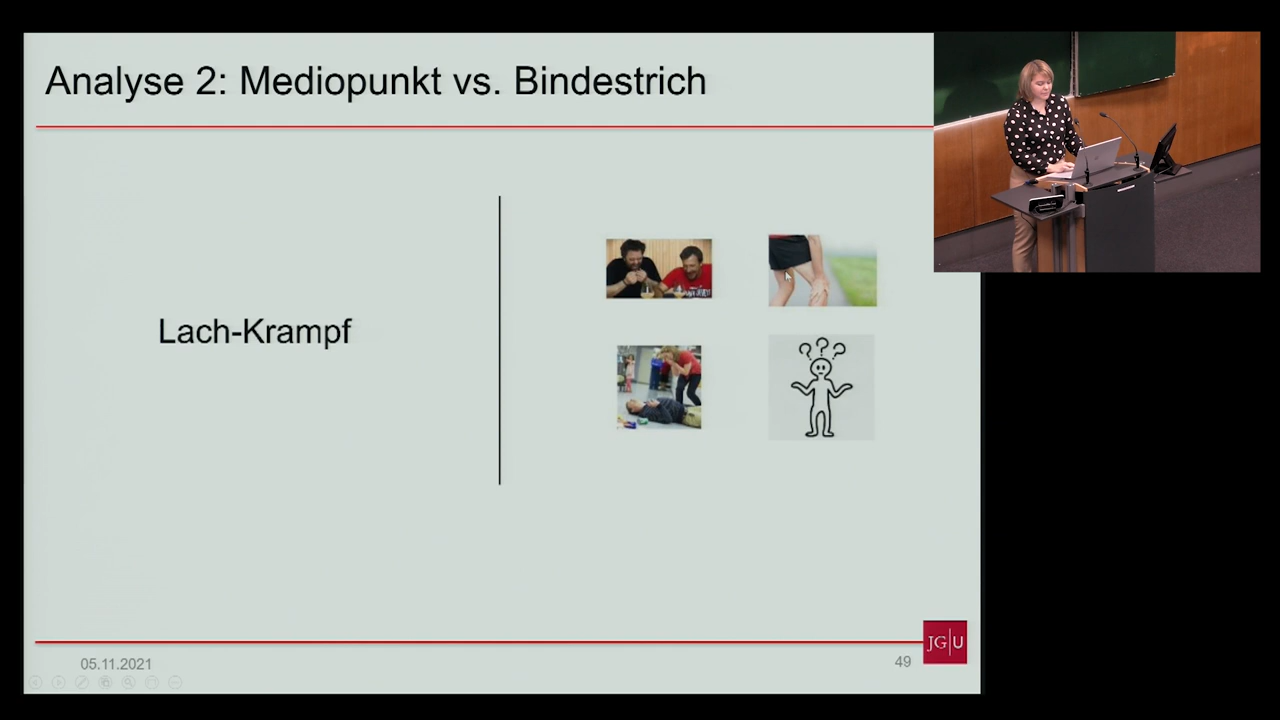 Analyse 2: Mediopunkt vs. Bindestrich
Lach-Krampf
? ? ?
05.11.2021
49
JG|U